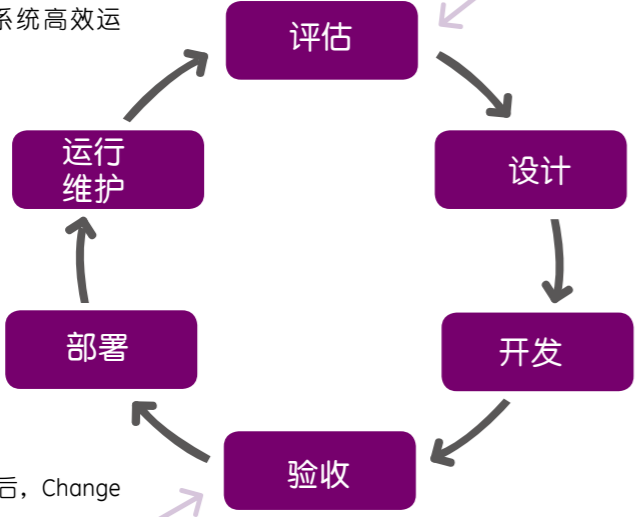 系统高效运
评估
运行
维护
设计
部署
开发
验收
后，Change